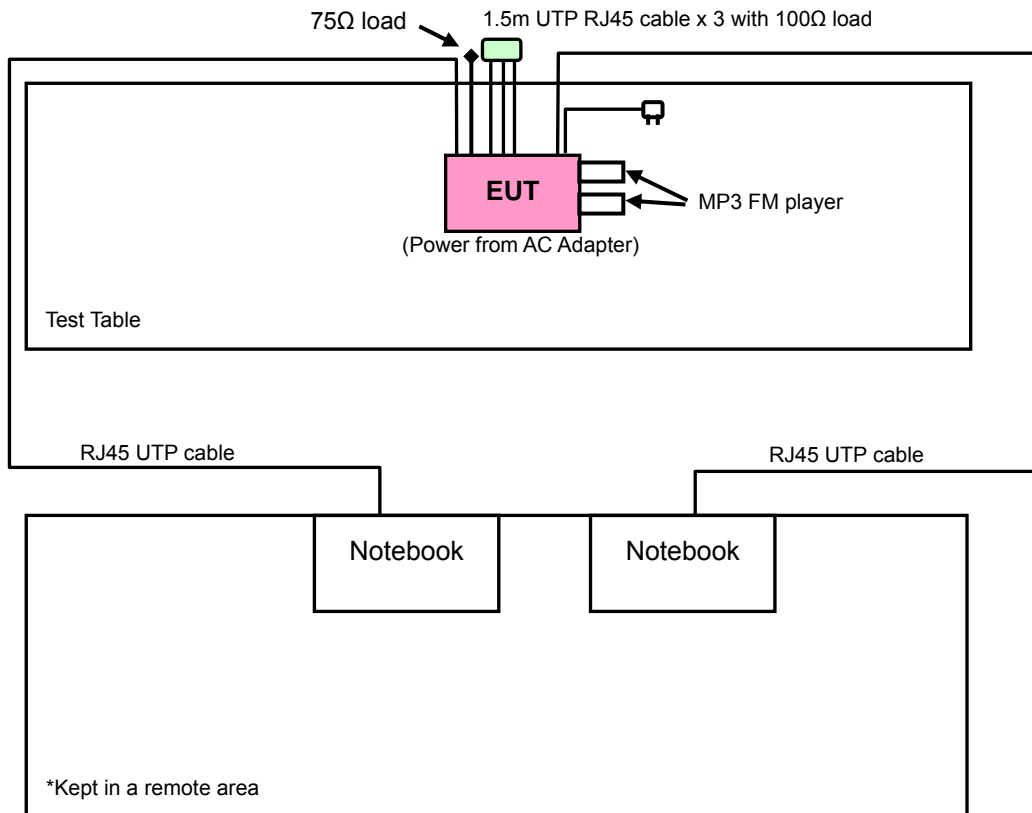 75Ω load
1.5m UTP RJ45 cable x 3 with 100Ω load
EUT
MP3 FM player
(Power from AC Adapter)
Test Table
RJ45 UTP cable
RJ45 UTP cable
Notebook
Notebook
*Kept in a remote area